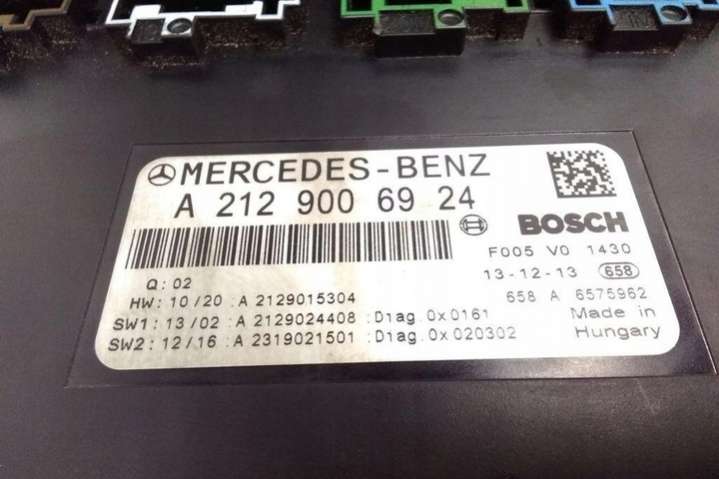 MERCEDES-BENZ
A 212 900 69 24
BOSCH
F005 V0 1430
13-12-13 658
658 A 6575962
Made in
Hungary
Q: 02
HW: 10/20 :A 2129015304
SW1: 13/02 :A 2129024408 :Diag.0x0161
SW2: 12/16 :A 2319021501 :Diag.0x020302